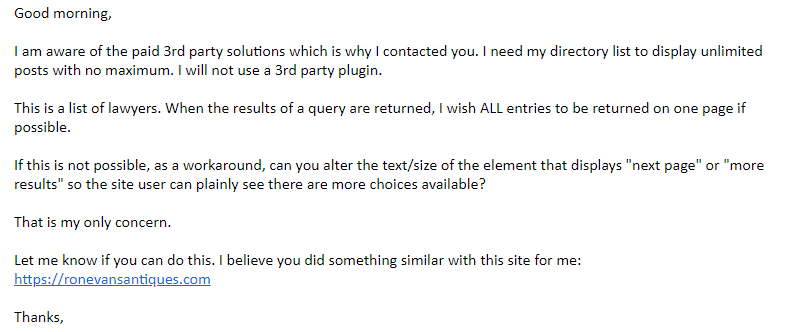 Good morning,
I am aware of the paid 3rd party solutions which is why I contacted you. I need my directory list to display unlimited
posts with no maximum. I will not use a 3rd party plugin.
This is a list of lawyers. When the results of a query are returned, I wish ALL entries to be returned on one page if
possible.
If this is not possible, as a workaround, can you alter the text/size of the element that displays "next page" or "more
results" so the site user can plainly see there are more choices available?
That is my only concern.
Let me know if you can do this. I believe you did something similar with this site for me:
https://ronevansantiques.com
Thanks,